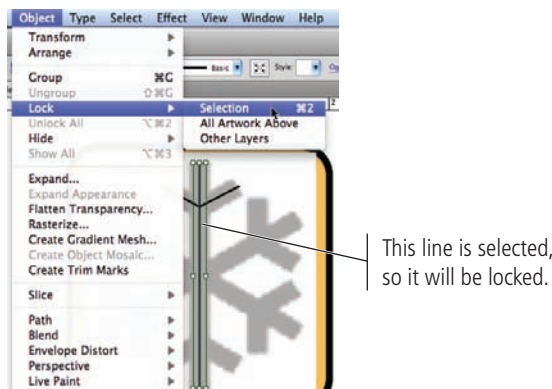 Object Type Select Effect View Window Help
Transform
Arrange
Basic Style:
Group ⌘G
Ungroup ⇧⌘G
Lock
Selection ⌘2
Unlock All ⌥⌘2
All Artwork Above
Hide
Other Layers
Show All ⌥⌘3
Expand...
Expand Appearance
Flatten Transparency...
Rasterize...
Create Gradient Mesh...
Create Object Mosaic...
Create Trim Marks
Slice
Path
Blend
Envelope Distort
Perspective
Live Paint
This line is selected,
so it will be locked.